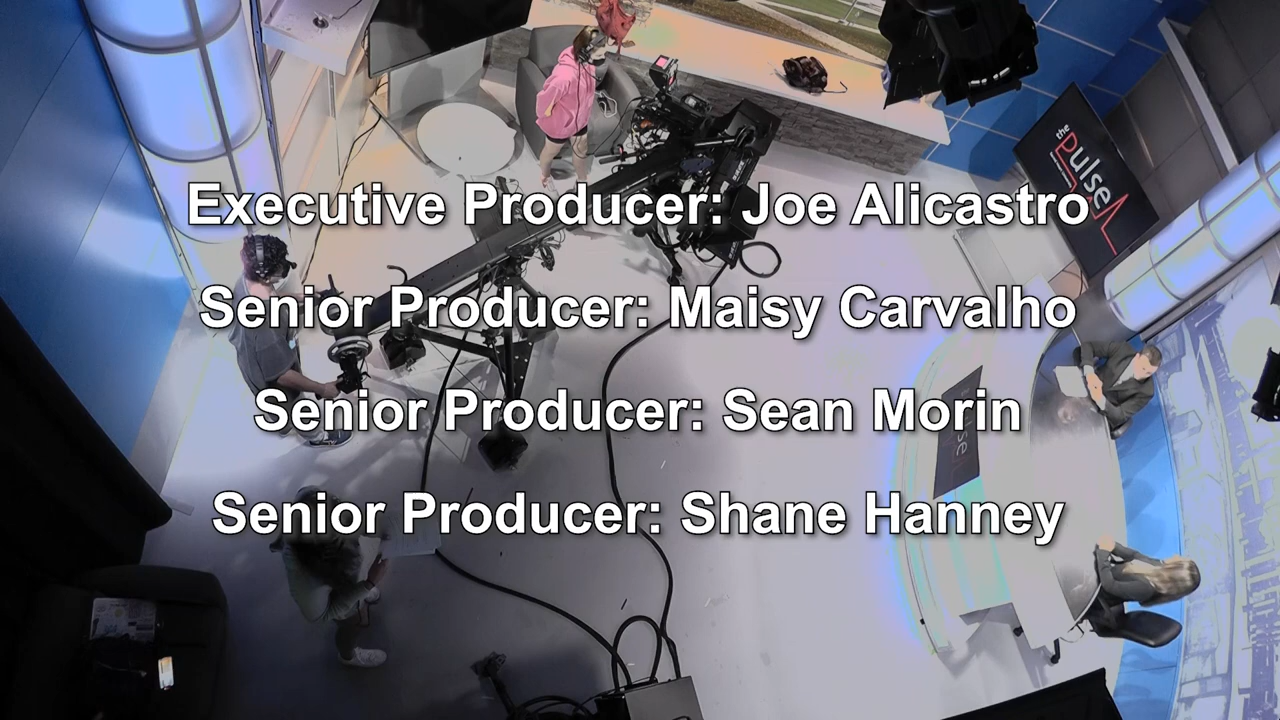 the
pulse
Executive Producer: Joe Alicastro
Senior Producer: Maisy Carvalho
Senior Producer: Sean Morin
Senior Producer: Shane Hanney